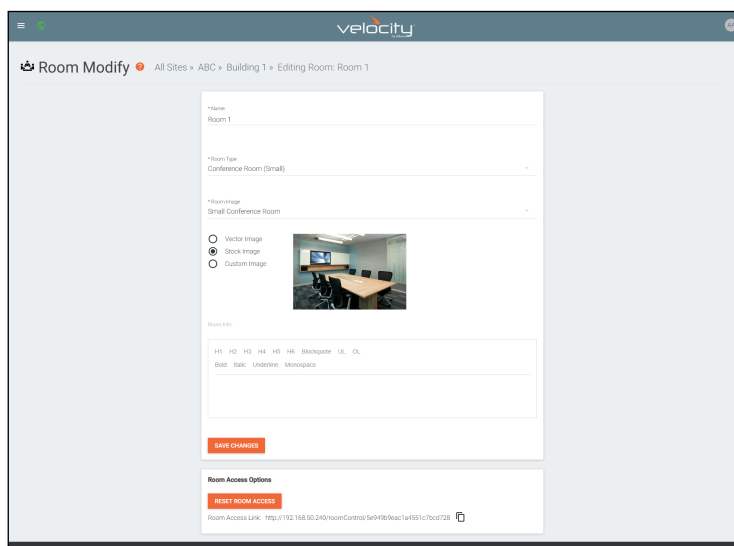 velocity
Room Modify ? All Sites » ABC » Building 1 » Editing Room: Room 1
* Name
Room 1
* Room Type
Conference Room (Small)
* Room Image
Small Conference Room
Vector Image
Stock Image
Custom Image
Room Info
H1 H2 H3 H4 H5 H6 Blockquote UL OL
Bold Italic Underline Monospace
SAVE CHANGES
Room Access Options
RESET ROOM ACCESS
Room Access Link: http://192.168.50.240/roomControl/5e949b9eac1a4551c7bcd728